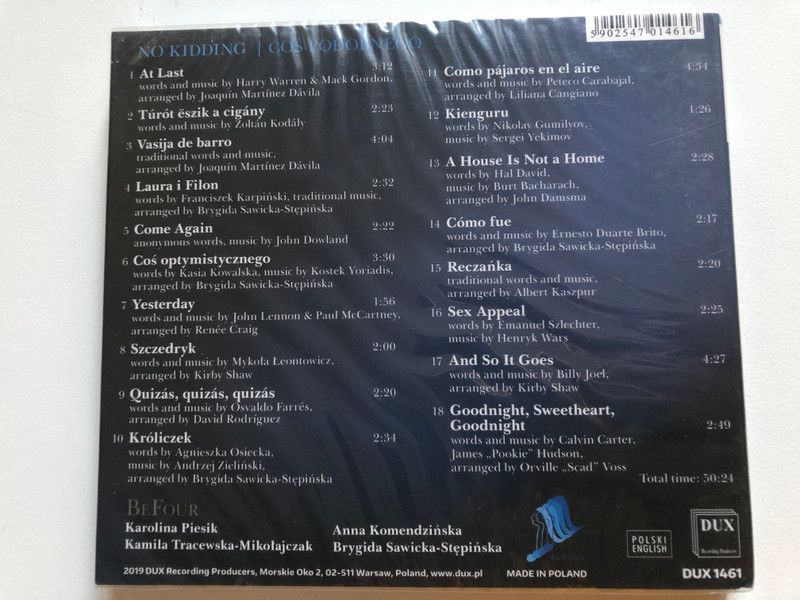 5902547 014616
NO KIDDING | COŚ PODOBNEGO
1 At Last 3:12
words and music by Harry Warren & Mack Gordon,
arranged by Joaquín Martínez Dávila
2 Túrót ëszik a cigány 2:23
words and music by Zoltán Kodály
3 Vasija de barro 4:04
traditional words and music,
arranged by Joaquín Martínez Dávila
4 Laura i Filon 2:32
words by Franciszek Karpiński, traditional music,
arranged by Brygida Sawicka-Stępińska
5 Come Again 2:22
anonymous words, music by John Dowland
6 Coś optymistycznego 3:30
words by Kasia Kowalska, music by Kostek Yoriadis,
arranged by Brygida Sawicka-Stępińska
7 Yesterday 1:56
words and music by John Lennon & Paul McCartney,
arranged by Renée Craig
8 Szczedryk 2:00
words and music by Mykoła Łeontowicz,
arranged by Kirby Shaw
9 Quizás, quizás, quizás 2:20
words and music by Osvaldo Farrés,
arranged by David Rodríguez
10 Króliczek 2:34
words by Agnieszka Osiecka,
music by Andrzej Zieliński,
arranged by Brygida Sawicka-Stępińska
11 Como pájaros en el aire 4:34
words and music by Peteco Carabajal,
arranged by Liliana Cangiano
12 Kienguru 1:26
words by Nikolay Gumilyov,
music by Sergei Yekimov
13 A House Is Not a Home 2:28
words by Hal David,
music by Burt Bacharach,
arranged by John Damsma
14 Cómo fue 2:17
words and music by Ernesto Duarte Brito,
arranged by Brygida Sawicka-Stępińska
15 Reczańka 2:20
traditional words and music,
arranged by Albert Kaszpur
16 Sex Appeal 2:25
words by Emanuel Szlechter,
music by Henryk Wars
17 And So It Goes 4:27
words and music by Billy Joel,
arranged by Kirby Shaw
18 Goodnight, Sweetheart,
Goodnight 2:49
words and music by Calvin Carter,
James „Pookie” Hudson,
arranged by Orville „Scad” Voss
Total time: 50:24
BEFOUR
Karolina Piesik
Kamila Tracewska-Mikołajczak
Anna Komendzińska
Brygida Sawicka-Stępińska
BeFour
POLSKI
ENGLISH
DUX
Recording Producers
2019 DUX Recording Producers, Morskie Oko 2, 02-511 Warsaw, Poland, www.dux.pl
MADE IN POLAND
DUX 1461